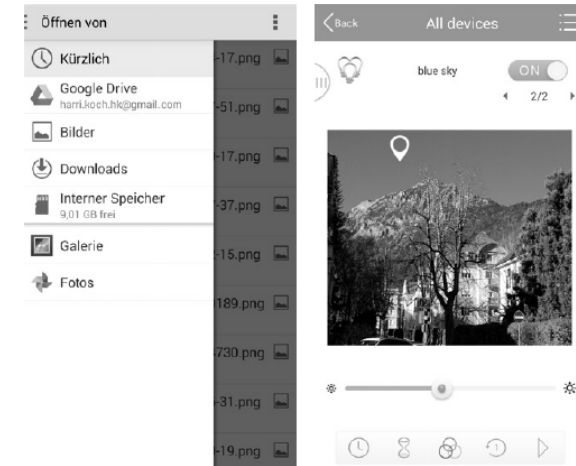 Öffnen von
Kürzlich
Google Drive
harri.koch.hk@gmail.com
Bilder
Downloads
Interner Speicher
9,01 GB frei
Galerie
Fotos
-17.png
-51.png
-17.png
-37.png
-15.png
189.png
730.png
-31.png
-19.png
Back
All devices
blue sky
ON
2/2
1